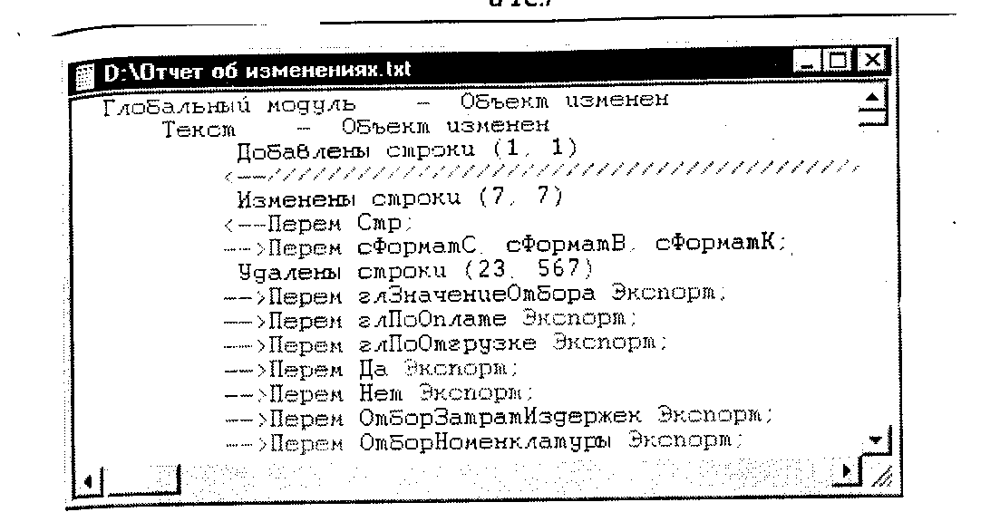 D:\Отчет об изменениях.txt
Глобальный модуль – Объект изменен
Текст – Объект изменен
Добавлены строки (1, 1)
<--////////////////////////////////////////
Изменены строки (7, 7)
<--Перем Стр;
-->Перем сФорматС, сФорматВ, сФорматК;
Удалены строки (23, 567)
-->Перем глЗначениеОтбора Экспорт;
-->Перем глПоОплате Экспорт;
-->Перем глПоОтгрузке Экспорт;
-->Перем Да Экспорт;
-->Перем Нет Экспорт;
-->Перем ОтборЗатратИздержек Экспорт;
-->Перем ОтборНоменклатуры Экспорт;